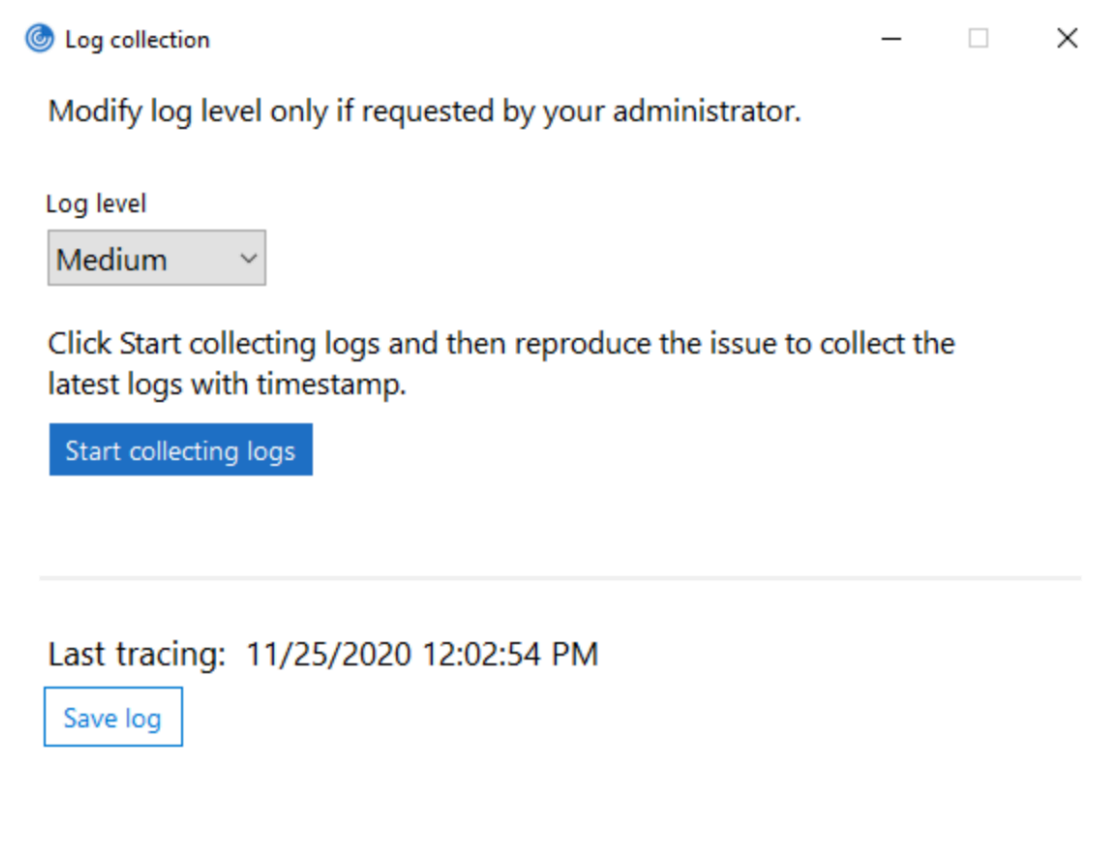 Log collection
Modify log level only if requested by your administrator.
Log level
Medium
Click Start collecting logs and then reproduce the issue to collect the
latest logs with timestamp.
Start collecting logs
Last tracing: 11/25/2020 12:02:54 PM
Save log